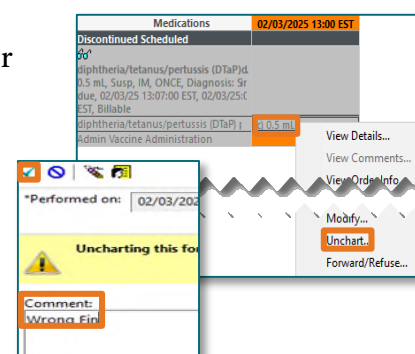 r
Medications 02/03/2025 13:00 EST
Discontinued Scheduled
diphtheria/tetanus/pertussis (DTaP)
0.5 mL, Susp, IM, ONCE, Diagnosis: Sr
due, 02/03/25 13:07:00 EST, 02/03/25:
EST, Billable
diphtheria/tetanus/pertussis (DTaP)
0.5 mL
Admin Vaccine Administration
View Details...
View Comments...
View Order Info
Modify...
Unchart..
Forward/Refuse...
*Performed on: 02/03/202
Uncharting this for
Comment:
Wrong Fin